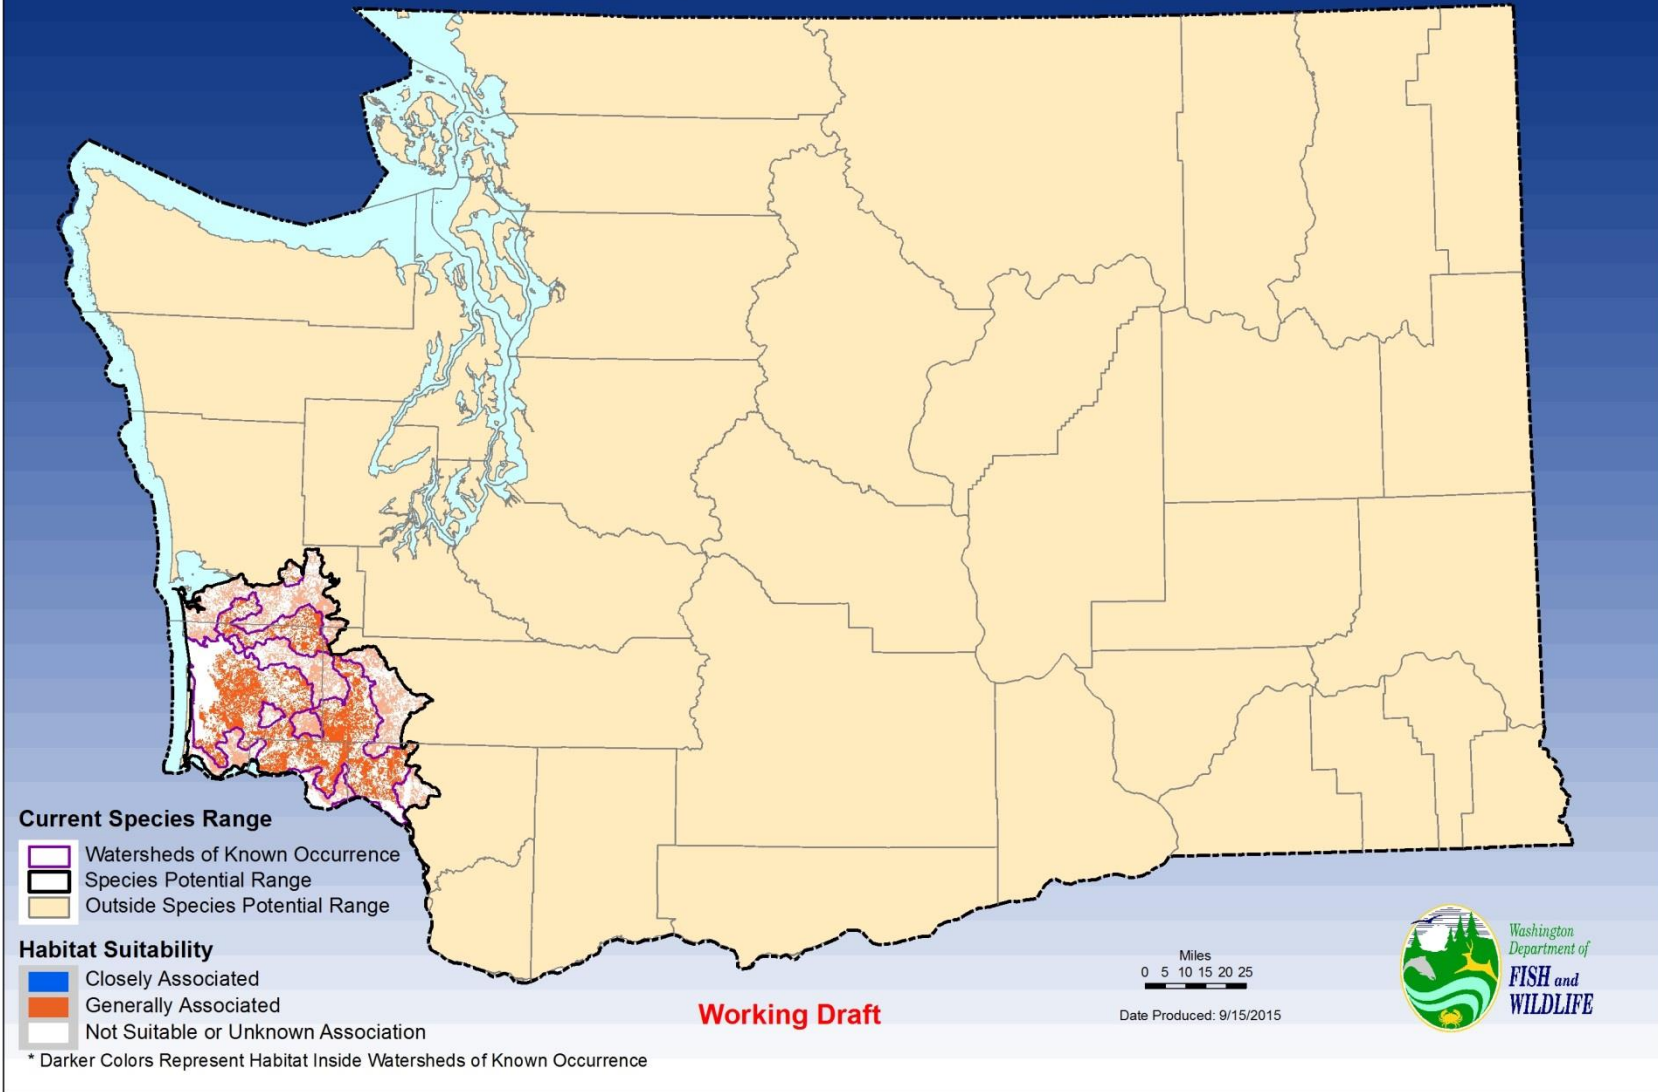 Current Species Range
Watersheds of Known Occurrence
Species Potential Range
Outside Species Potential Range
Habitat Suitability
Closely Associated
Generally Associated
Not Suitable or Unknown Association
* Darker Colors Represent Habitat Inside Watersheds of Known Occurrence
Working Draft
Miles
0 5 10 15 20 25
Date Produced: 9/15/2015
Washington
Department of
FISH and
WILDLIFE